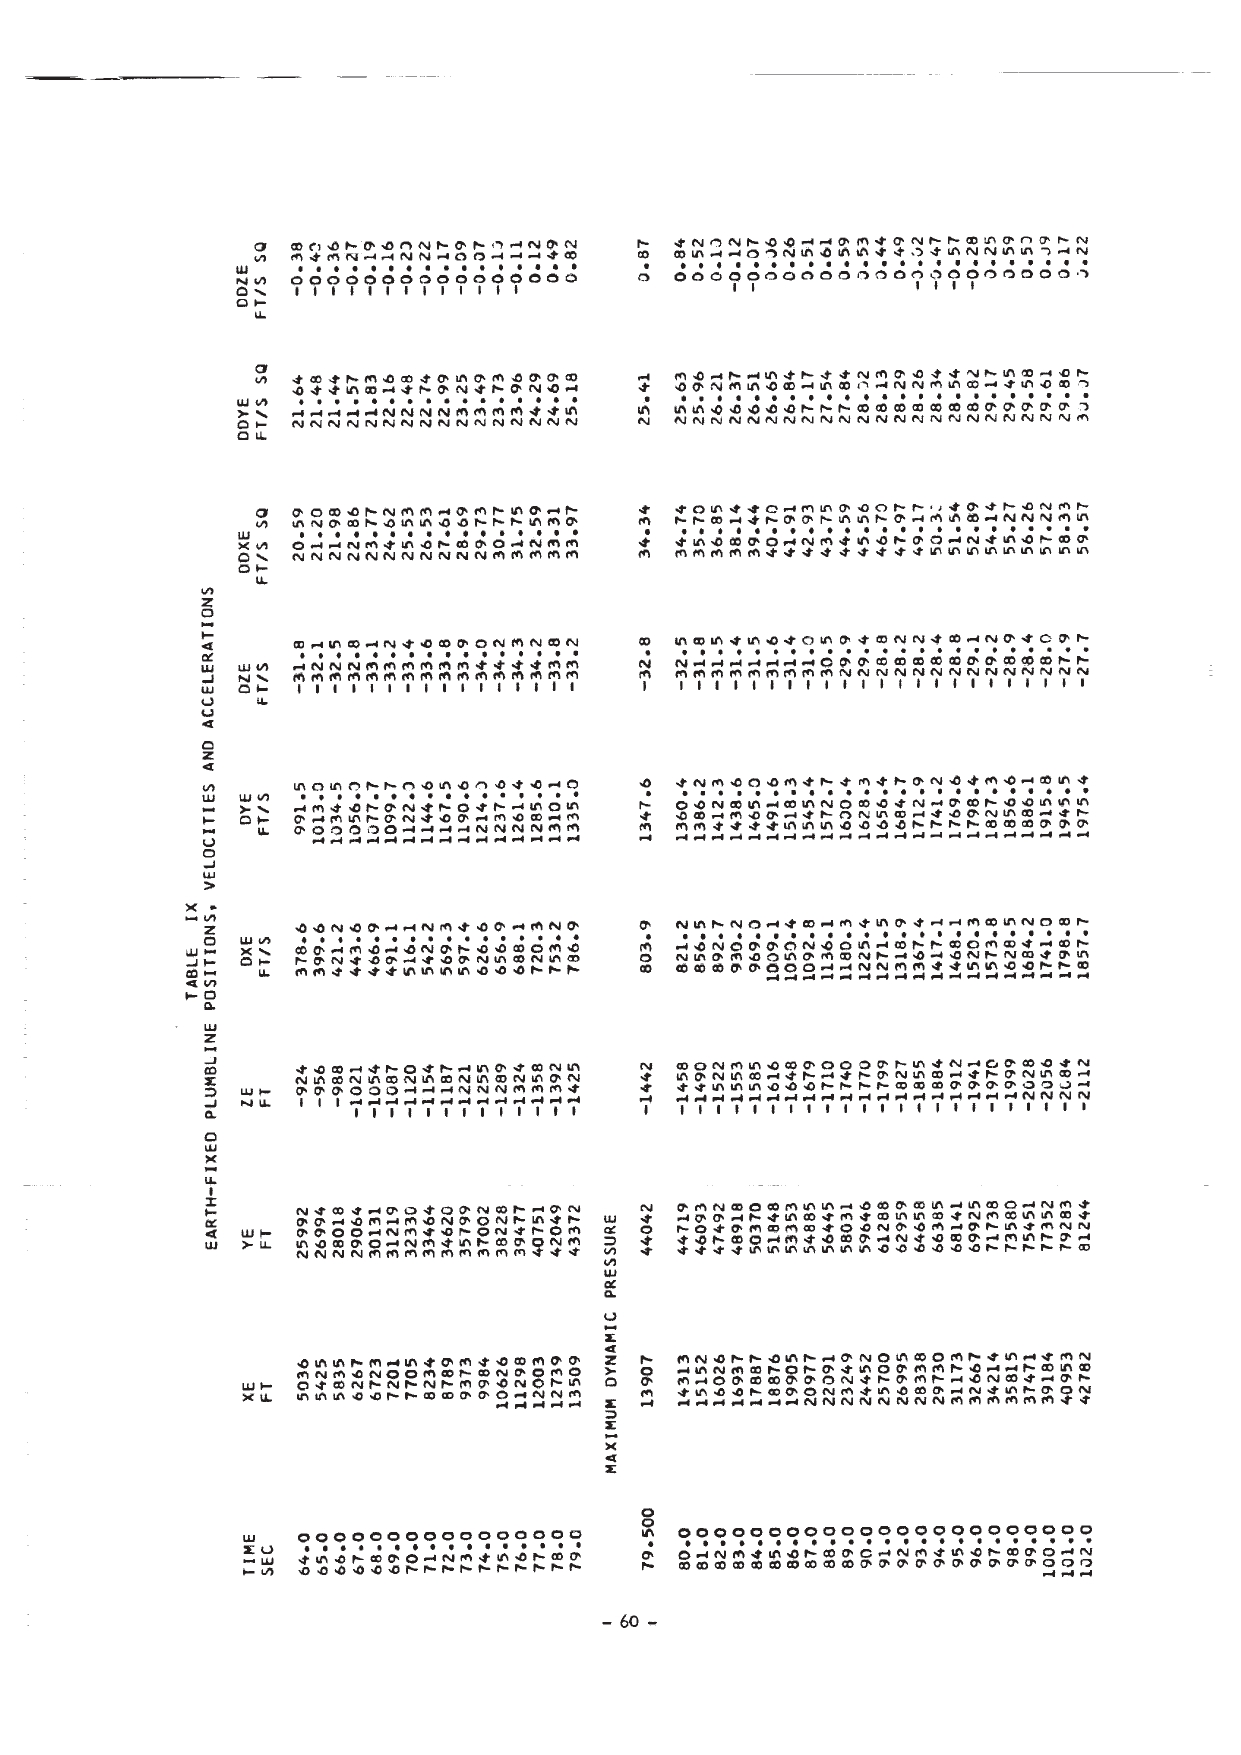 TABLE IX
EARTH-FIXED PLUMBLINE POSITIONS, VELOCITIES AND ACCELERATIONS
TIME XE YE ZE DXE DYE DZE DDXE DDYE DDZE
SEC FT FT FT FT/S FT/S FT/S FT/S SQ FT/S SQ FT/S SQ
64.0 5036 25992 -924 378.6 991.5 -31.8 20.59 21.64 -0.38
65.0 5425 26994 -956 399.6 1013.0 -32.1 21.20 21.48 -0.40
66.0 5835 28018 -988 421.2 1034.5 -32.5 21.98 21.44 -0.36
67.0 6267 29064 -1021 443.6 1056.0 -32.8 22.86 21.57 -0.27
68.0 6723 30131 -1054 466.9 1077.7 -33.1 23.77 21.83 -0.19
69.0 7201 31219 -1087 491.1 1099.7 -33.2 24.62 22.16 -0.16
70.0 7705 32330 -1120 516.1 1122.0 -33.4 25.53 22.48 -0.20
71.0 8234 33464 -1154 542.2 1144.6 -33.6 26.53 22.74 -0.22
72.0 8789 34620 -1187 569.3 1167.5 -33.8 27.61 22.99 -0.17
73.0 9373 35799 -1221 597.4 1190.6 -33.9 28.69 23.25 -0.09
74.0 9984 37002 -1255 626.6 1214.0 -34.0 29.73 23.49 -0.07
75.0 10626 38228 -1289 656.9 1237.6 -34.2 30.77 23.73 -0.10
76.0 11298 39477 -1324 688.1 1261.4 -34.3 31.75 23.96 -0.11
77.0 12003 40751 -1358 720.3 1285.6 -34.2 32.59 24.29 0.12
78.0 12739 42049 -1392 753.2 1310.1 -33.8 33.31 24.69 0.49
79.0 13509 43372 -1425 786.9 1335.0 -33.2 33.97 25.18 0.82
MAXIMUM DYNAMIC PRESSURE
79.500 13907 44042 -1442 803.9 1347.6 -32.8 34.34 25.41 0.87
80.0 14313 44719 -1458 821.2 1360.4 -32.5 34.74 25.63 0.84
81.0 15152 46093 -1490 856.5 1386.2 -31.8 35.70 25.96 0.52
82.0 16026 47492 -1522 892.7 1412.3 -31.5 36.85 26.21 0.10
83.0 16937 48918 -1553 930.2 1438.6 -31.4 38.14 26.37 -0.12
84.0 17887 50370 -1585 969.0 1465.0 -31.5 39.44 26.51 -0.07
85.0 18876 51848 -1616 1009.1 1491.6 -31.6 40.70 26.65 0.06
86.0 19905 53353 -1648 1050.4 1518.3 -31.4 41.91 26.84 0.26
87.0 20977 54885 -1679 1092.8 1545.4 -31.0 42.93 27.17 0.51
88.0 22091 56445 -1710 1136.1 1572.7 -30.5 43.75 27.54 0.61
89.0 23249 58031 -1740 1180.3 1600.4 -29.9 44.59 27.84 0.59
90.0 24452 59646 -1770 1225.4 1628.3 -29.4 45.56 28.02 0.53
91.0 25700 61288 -1799 1271.5 1656.4 -28.8 46.70 28.13 0.44
92.0 26995 62959 -1827 1318.9 1684.7 -28.2 47.97 28.29 0.49
93.0 28338 64658 -1855 1367.4 1712.9 -28.2 49.17 28.26 -0.02
94.0 29730 66385 -1884 1417.1 1741.2 -28.4 28.34 -0.47
95.0 31173 68141 -1912 1468.1 1769.6 -28.8 51.54 28.54 -0.57
96.0 32667 69925 -1941 1520.3 1798.4 -29.1 52.89 28.82 -0.28
97.0 34214 71738 -1970 1573.8 1827.3 -29.2 54.14 29.17 0.25
98.0 35815 73580 -1999 1628.5 1856.6 -28.9 55.27 29.45 0.59
99.0 37471 75451 -2028 1684.2 1886.1 -28.4 56.26 29.58 0.50
100.0 39184 77352 -2056 1741.0 1915.8 -28.0 57.22 29.61 0.09
101.0 40953 79283 -2084 1798.8 1945.5 -27.9 58.33 29.86 0.17
102.0 42782 81244 -2112 1857.7 1975.4 -27.7 59.57 30.07 0.22
- 60 -